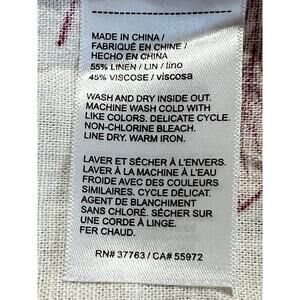 MADE IN CHINA /
FABRIQUÉ EN CHINE /
HECHO EN CHINA
55% LINEN / LIN / lino
45% VISCOSE / viscosa
WASH AND DRY INSIDE OUT.
MACHINE WASH COLD WITH
LIKE COLORS. DELICATE CYCLE.
NON-CHLORINE BLEACH.
LINE DRY. WARM IRON.
LAVER ET SÉCHER À L'ENVERS.
LAVER À LA MACHINE À L'EAU
FROIDE AVEC DES COULEURS
SIMILAIRES. CYCLE DÉLICAT.
AGENT DE BLANCHIMENT
SANS CHLORÉ. SÉCHER SUR
UNE CORDE À LINGE.
FER CHAUD.
RN# 37763 / CA# 55972